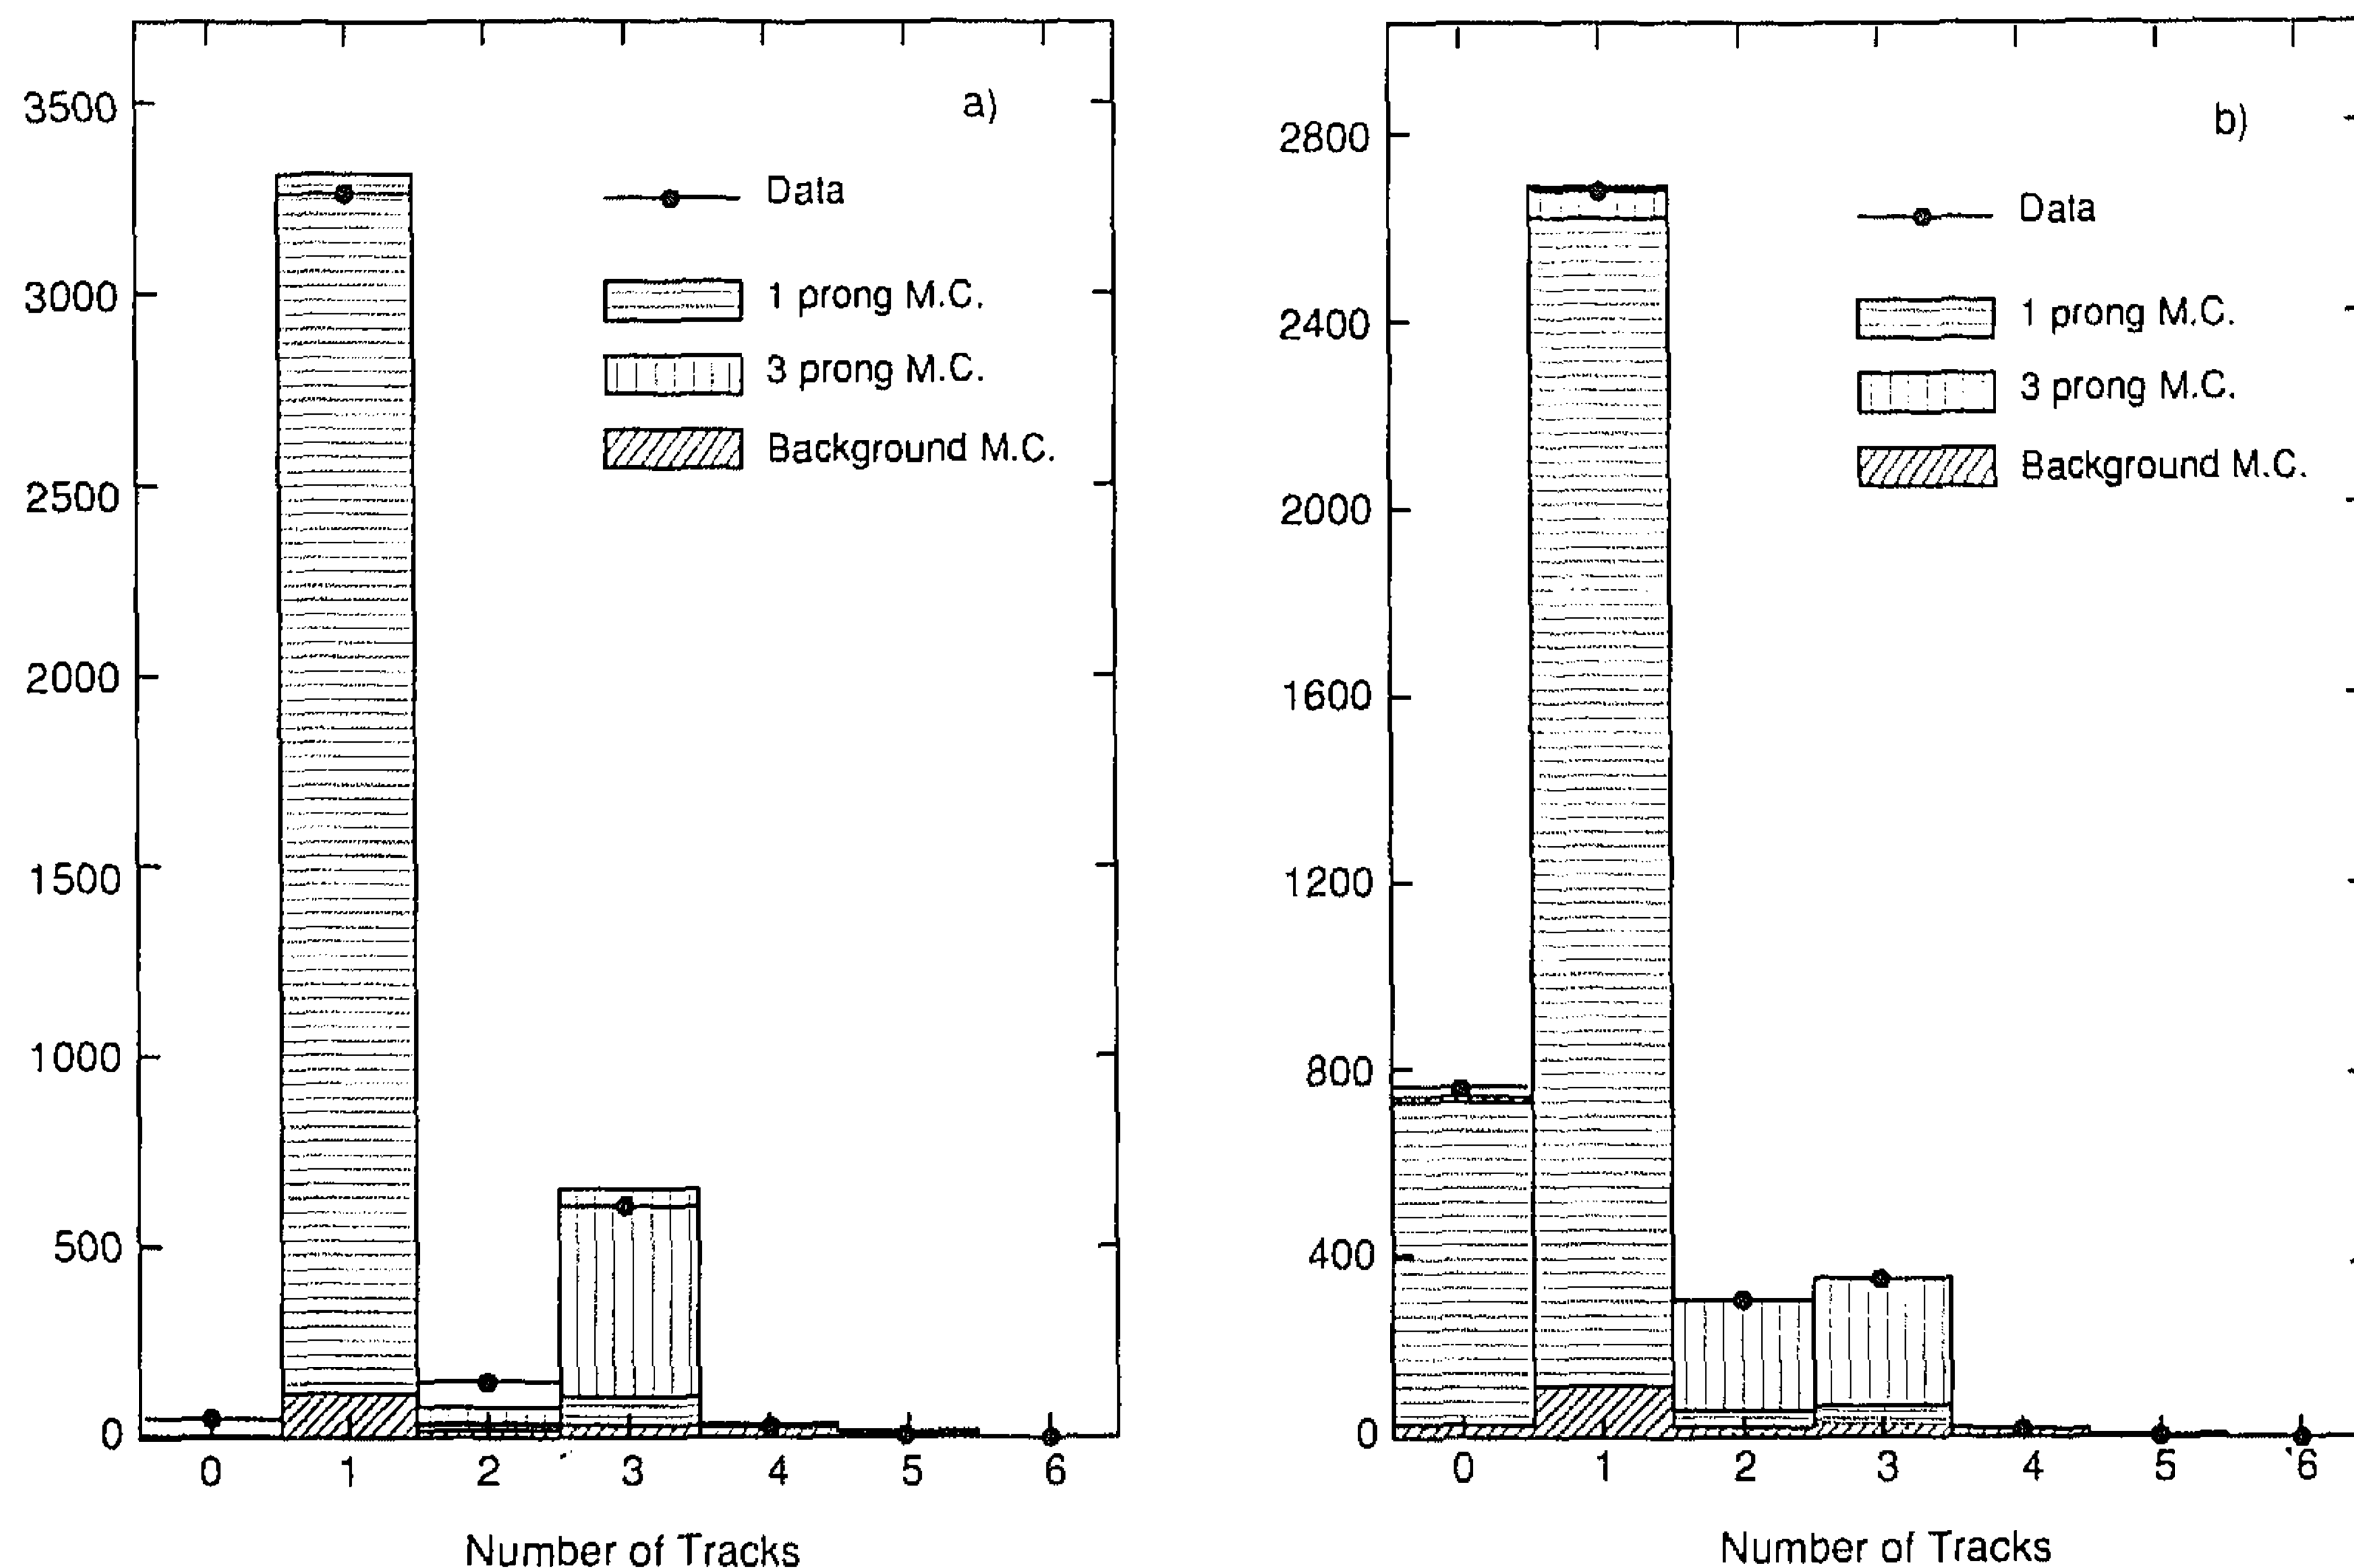 a)
3500
3000
2500
2000
1500
1000
500
0
Data
1 prong M.C.
3 prong M.C.
Background M.C.
0 1 2 3 4 5 6
Number of Tracks
b)
2800
2400
2000
1600
1200
800
400
0
Data
1 prong M.C.
3 prong M.C.
Background M.C.
0 1 2 3 4 5 6
Number of Tracks